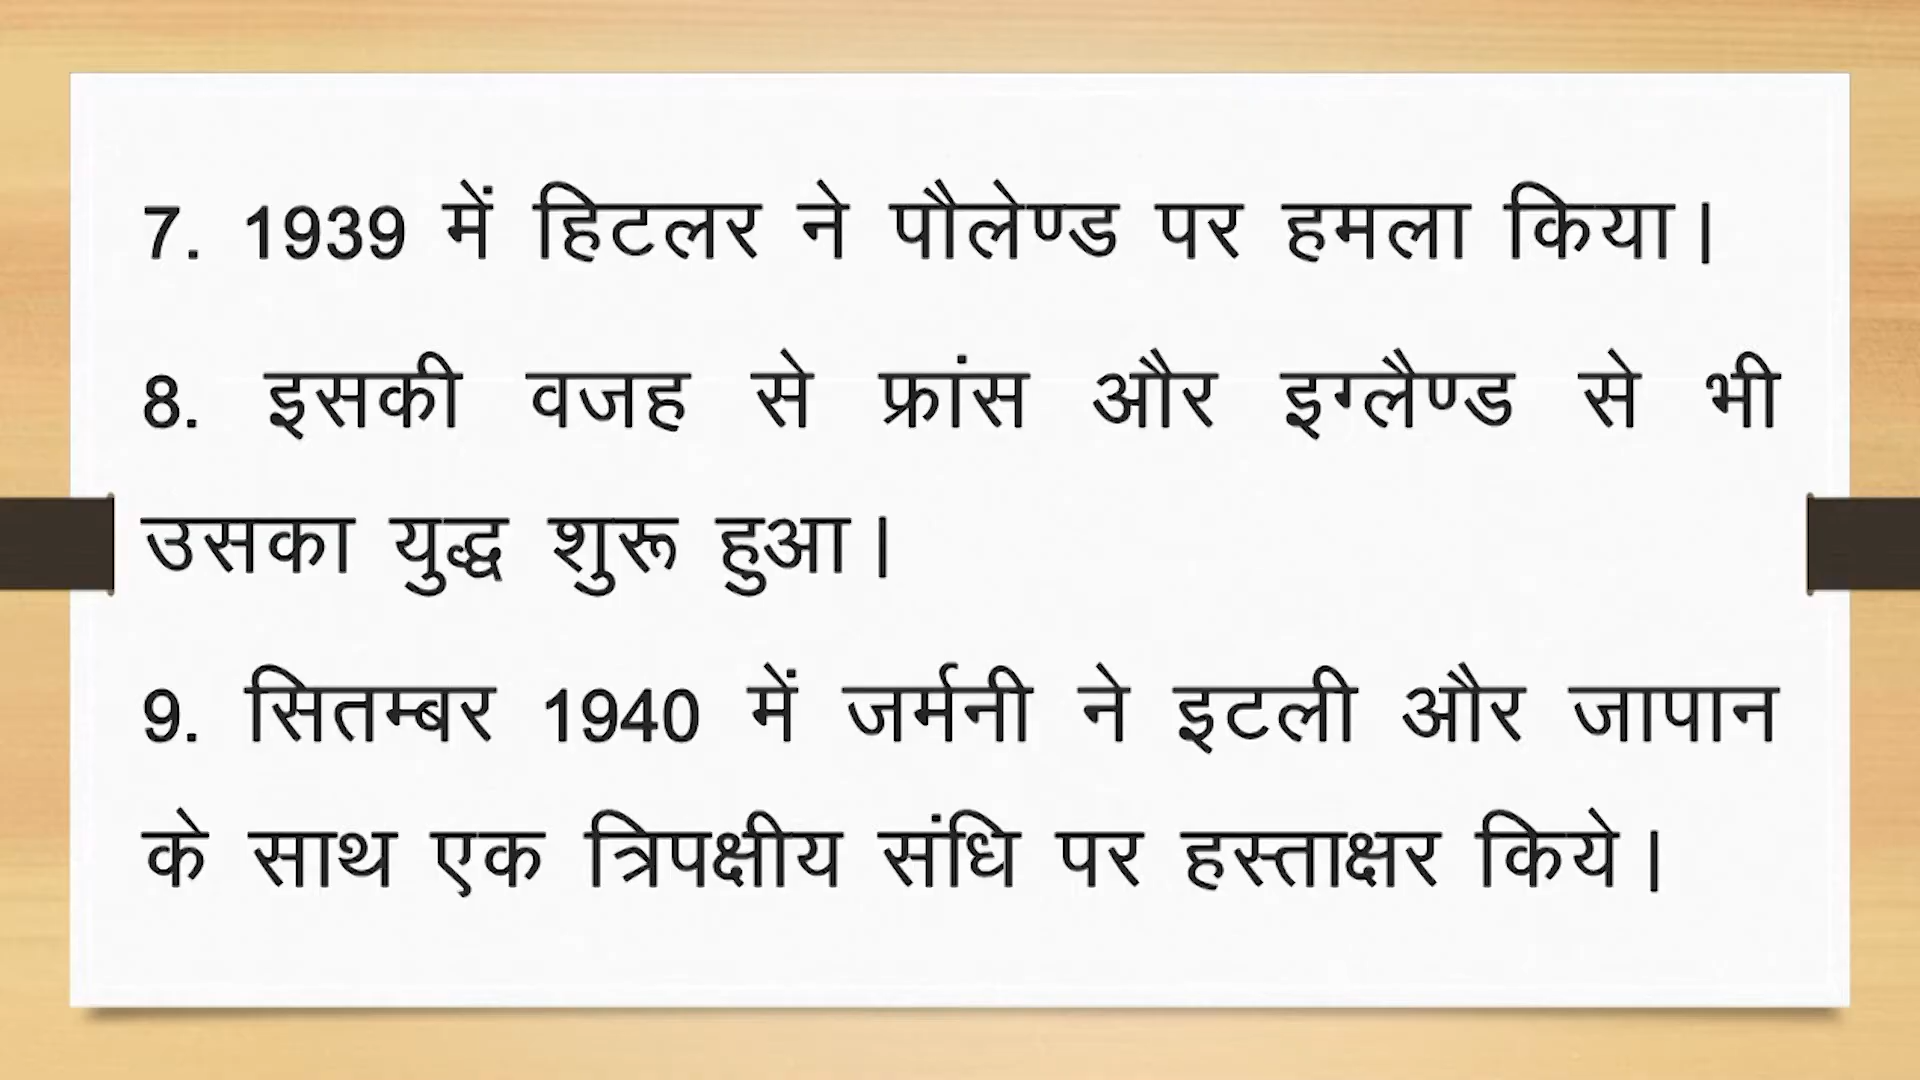 7. 1939 में हिटलर ने पौलेण्ड पर हमला किया।
8. इसकी वजह से फ्रांस और इग्लैण्ड से भी
उसका युद्ध शुरू हुआ।
9. सितम्बर 1940 में जर्मनी ने इटली और जापान
के साथ एक त्रिपक्षीय संधि पर हस्ताक्षर किये।